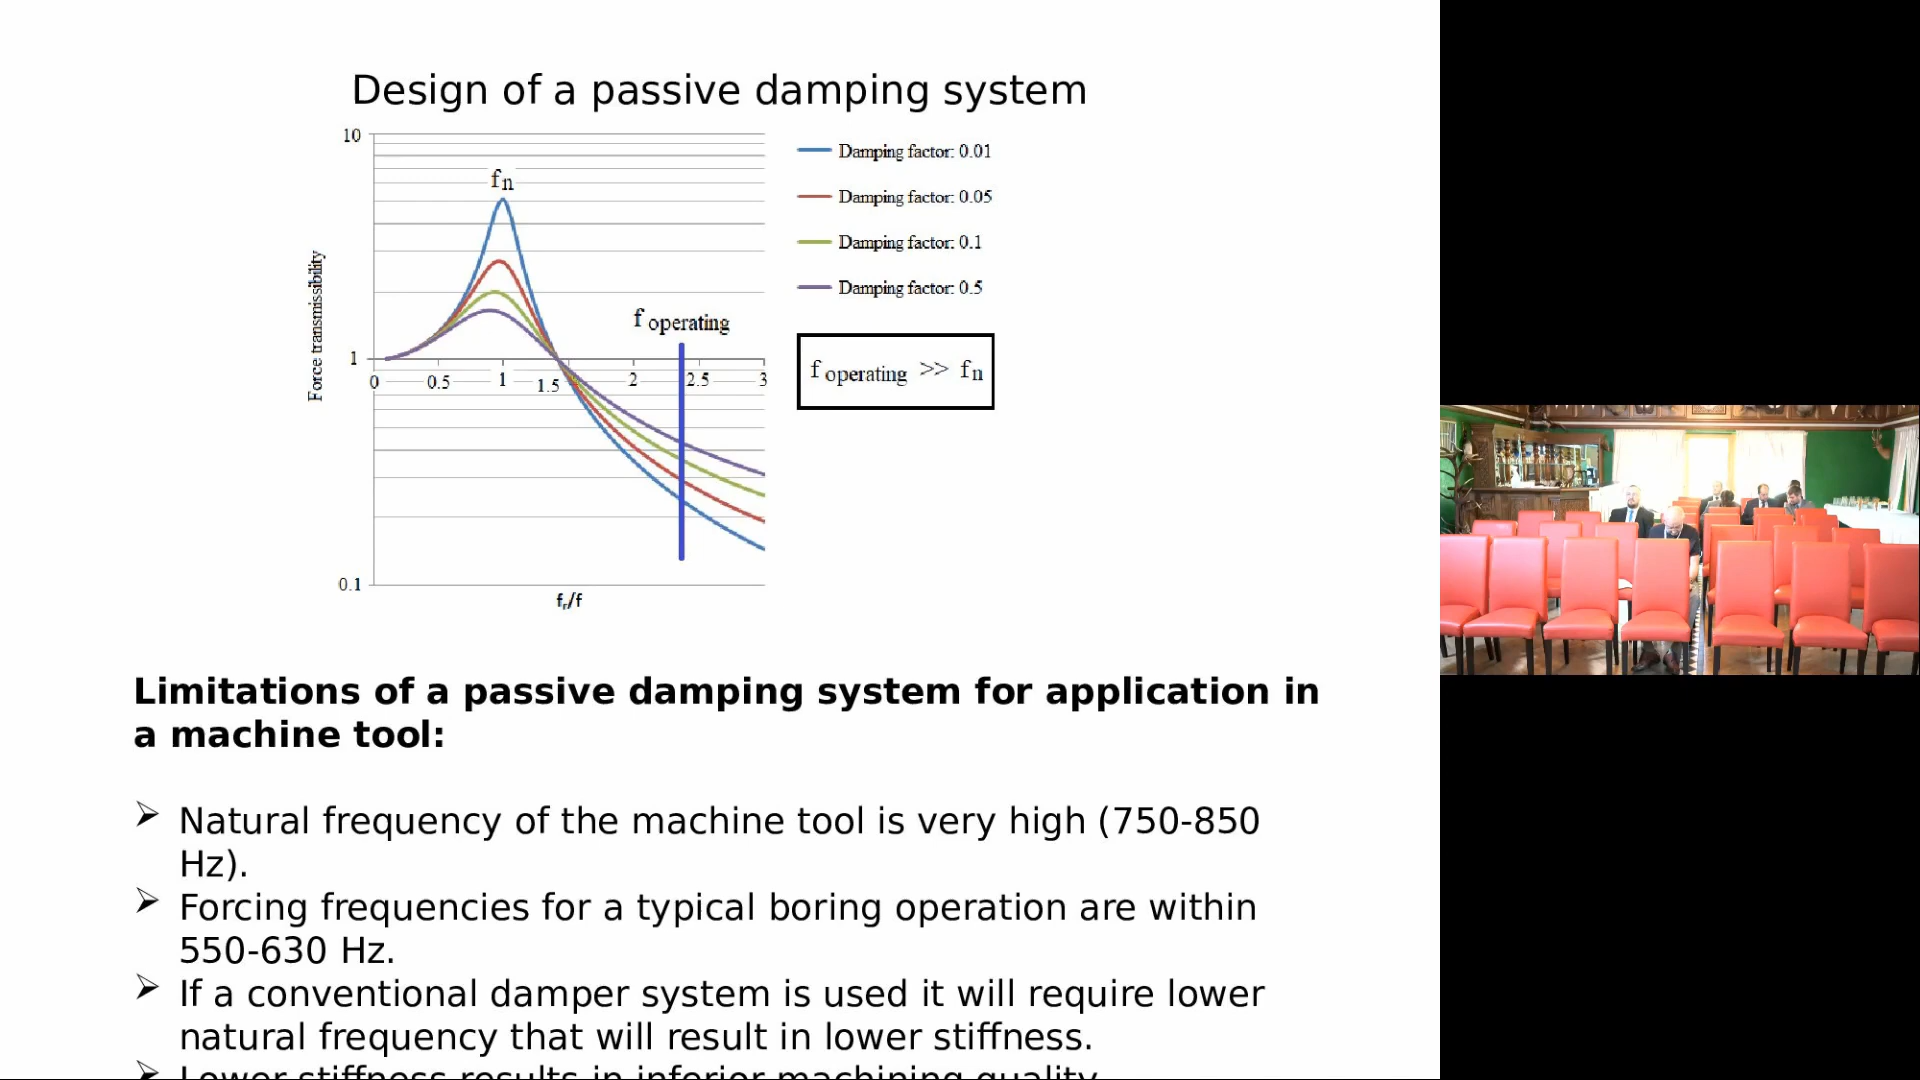 Design of a passive damping system
10
fn
Damping factor: 0.01
Damping factor: 0.05
Damping factor: 0.1
Damping factor: 0.5
Force transmissibility
f operating
f operating >> fn
1
0 0.5 1 1.5 2 2.5 3
0.1
fr/f
Limitations of a passive damping system for application in
a machine tool:
➢ Natural frequency of the machine tool is very high (750-850
Hz).
➢ Forcing frequencies for a typical boring operation are within
550-630 Hz.
➢ If a conventional damper system is used it will require lower
natural frequency that will result in lower stiffness.
➢ Lower stiffness results in inferior machining quality.